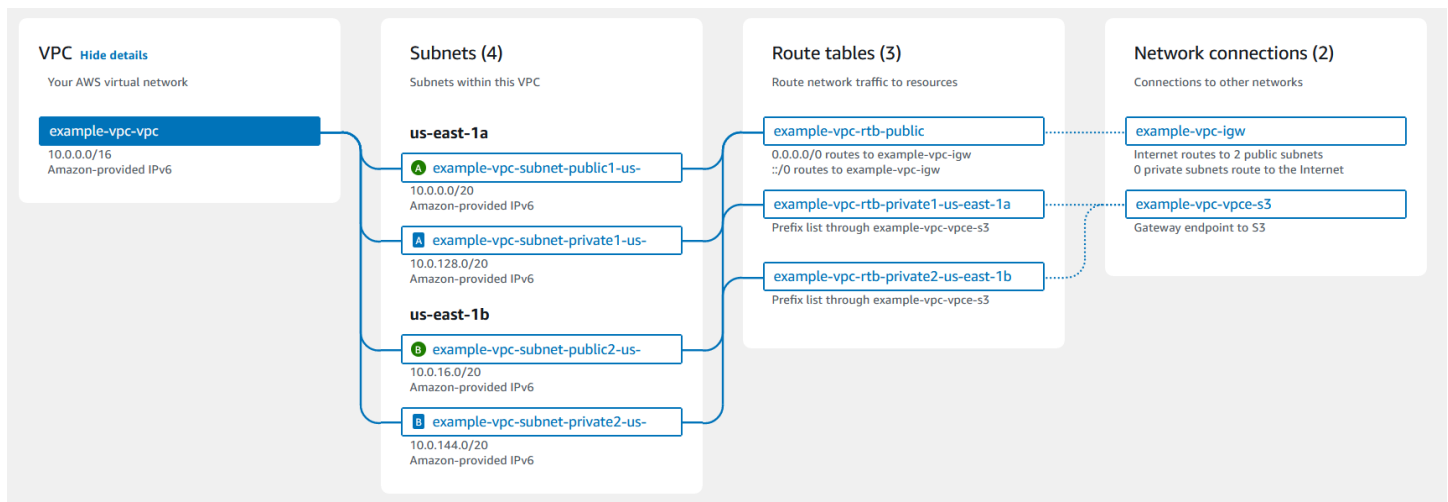 VPC Hide details
Your AWS virtual network
example-vpc-vpc
10.0.0.0/16
Amazon-provided IPv6
Subnets (4)
Subnets within this VPC
us-east-1a
A example-vpc-subnet-public1-us-
10.0.0.0/20
Amazon-provided IPv6
A example-vpc-subnet-private1-us-
10.0.128.0/20
Amazon-provided IPv6
us-east-1b
B example-vpc-subnet-public2-us-
10.0.16.0/20
Amazon-provided IPv6
B example-vpc-subnet-private2-us-
10.0.144.0/20
Amazon-provided IPv6
Route tables (3)
Route network traffic to resources
example-vpc-rtb-public
0.0.0.0/0 routes to example-vpc-igw
::/0 routes to example-vpc-igw
example-vpc-rtb-private1-us-east-1a
Prefix list through example-vpc-vpce-s3
example-vpc-rtb-private2-us-east-1b
Prefix list through example-vpc-vpce-s3
Network connections (2)
Connections to other networks
example-vpc-igw
Internet routes to 2 public subnets
0 private subnets route to the Internet
example-vpc-vpce-s3
Gateway endpoint to S3